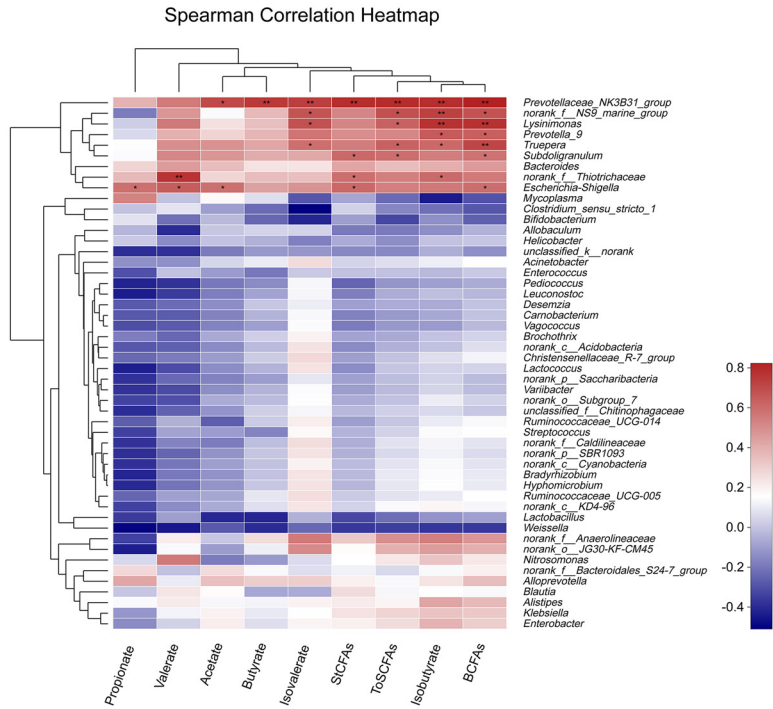 Spearman Correlation Heatmap
* ** ** ** ** ** ** Prevotellaceae_NK3B31_group
* * ** * norank_f__NS9_marine_group
* * ** ** Lysinimonas
* * Prevotella_9
* * * ** Truepera
* * * Subdoligranulum
Bacteroides
** * * norank_f__Thiotrichaceae
* * * * * Escherichia-Shigella
Mycoplasma
Clostridium_sensu_stricto_1
Bifidobacterium
Allobaculum
Helicobacter
unclassified_k__norank
Acinetobacter
Enterococcus
Pediococcus
Leuconostoc
Desemzia
Carnobacterium
Vagococcus
Brochothrix
norank_c__Acidobacteria
Christensenellaceae_R-7_group
Lactococcus
norank_p__Saccharibacteria
Variibacter
norank_o__Subgroup_7
unclassified_f__Chitinophagaceae
Ruminococcaceae_UCG-014
Streptococcus
norank_f__Caldilineaceae
norank_p__SBR1093
norank_c__Cyanobacteria
Bradyrhizobium
Hyphomicrobium
Ruminococcaceae_UCG-005
norank_c__KD4-96
Lactobacillus
Weissella
norank_f__Anaerolineaceae
norank_o__JG30-KF-CM45
Nitrosomonas
norank_f__Bacteroidales_S24-7_group
Alloprevotella
Blautia
Alistipes
Klebsiella
Enterobacter
Propionate
Valerate
Acetate
Butyrate
Isovalerate
StCFAs
ToSCFAs
Isobutyrate
BCFAs
0.8
0.6
0.4
0.2
0.0
-0.2
-0.4